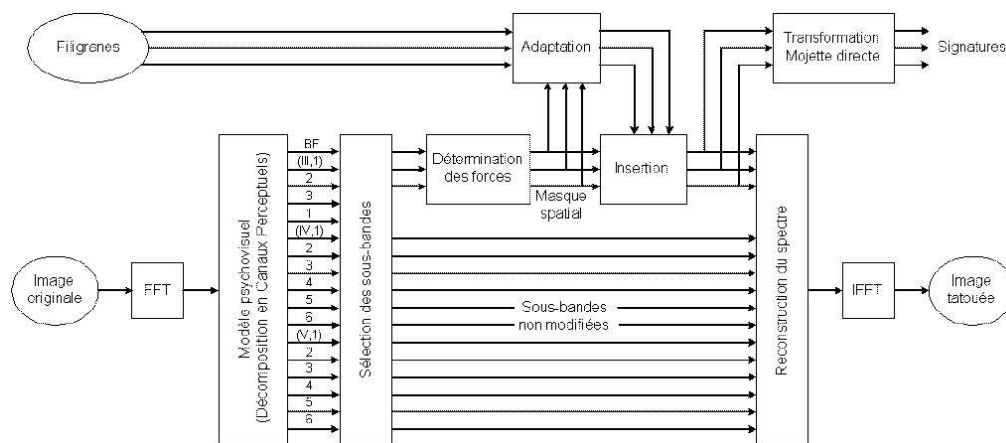 Filigranes
Adaptation
Transformation
Mojette directe
Signatures
BF
(III,1)
2
3
1
(IV,1)
2
3
4
5
6
(V,1)
2
3
4
5
6
Détermination
des forces
Masque
spatial
Insertion
Image
originale
FFT
Modèle psychovisuel
(Décomposition en Canaux Perceptuels)
Sélection des sous-bandes
Sous-bandes
non modifiées
Reconstruction du spectre
IFFT
Image
tatouée